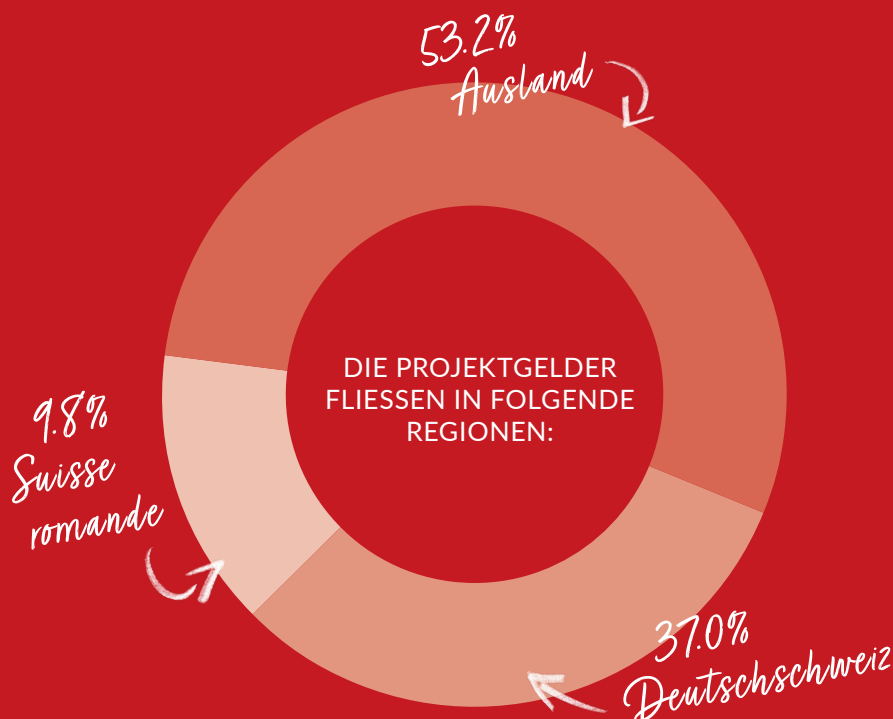 53.2%
Ausland
DIE PROJEKTGELDER
FLIESSEN IN FOLGENDE
REGIONEN:
9.8%
Suisse
romande
37.0%
Deutschschweiz